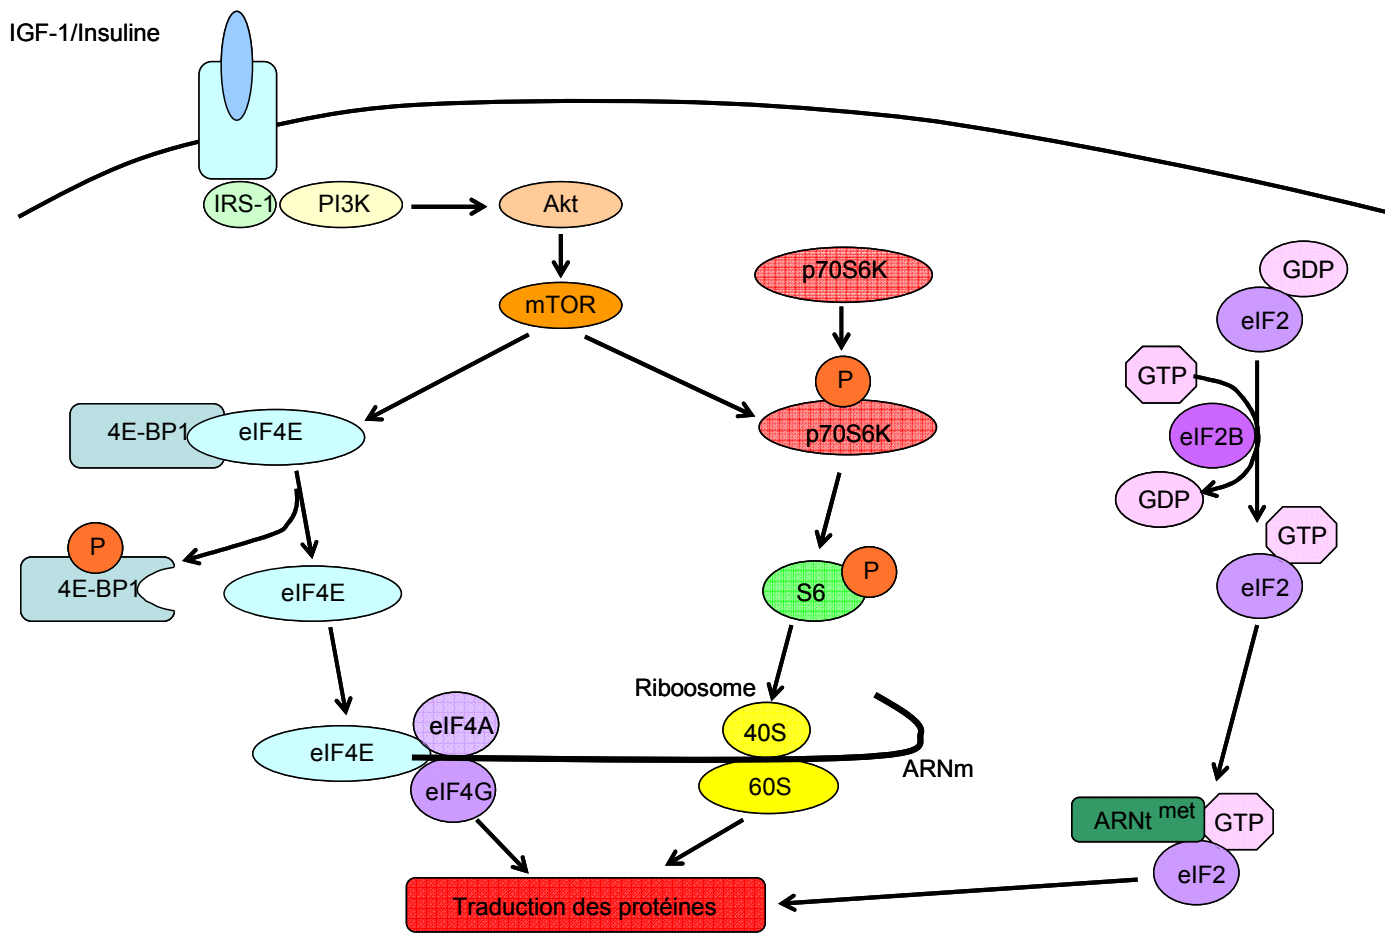 IGF-1/Insuline
IRS-1
PI3K
Akt
mTOR
p70S6K
P
p70S6K
GDP
eIF2
GTP
eIF2B
GDP
GTP
eIF2
4E-BP1
eIF4E
P
4E-BP1
eIF4E
P
S6
Riboosome
eIF4E
eIF4A
eIF4G
40S
60S
ARNm
ARNt met
GTP
eIF2
Traduction des protéines